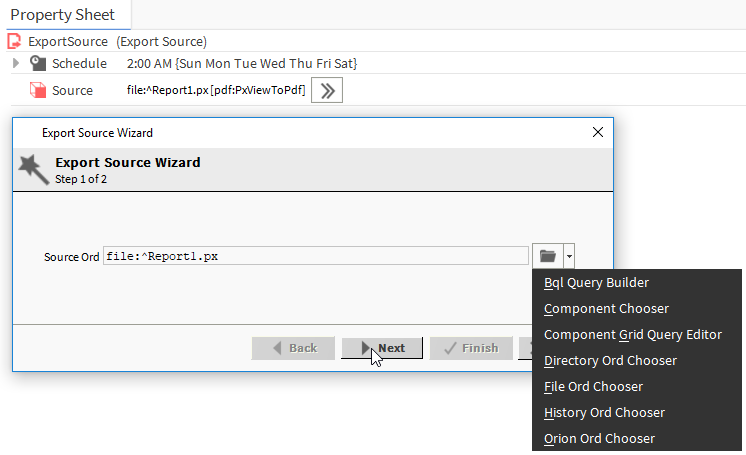 Property Sheet
ExportSource (Export Source)
Schedule 2:00 AM {Sun Mon Tue Wed Thu Fri Sat}
Source file:^Report1.px[pdf:PxViewToPdf]
Export Source Wizard
Export Source Wizard
Step 1 of 2
Source Ord file:^Report1.px
Bql Query Builder
Component Chooser
Component Grid Query Editor
Back Next Finish
Directory Ord Chooser
File Ord Chooser
History Ord Chooser
Orion Ord Chooser